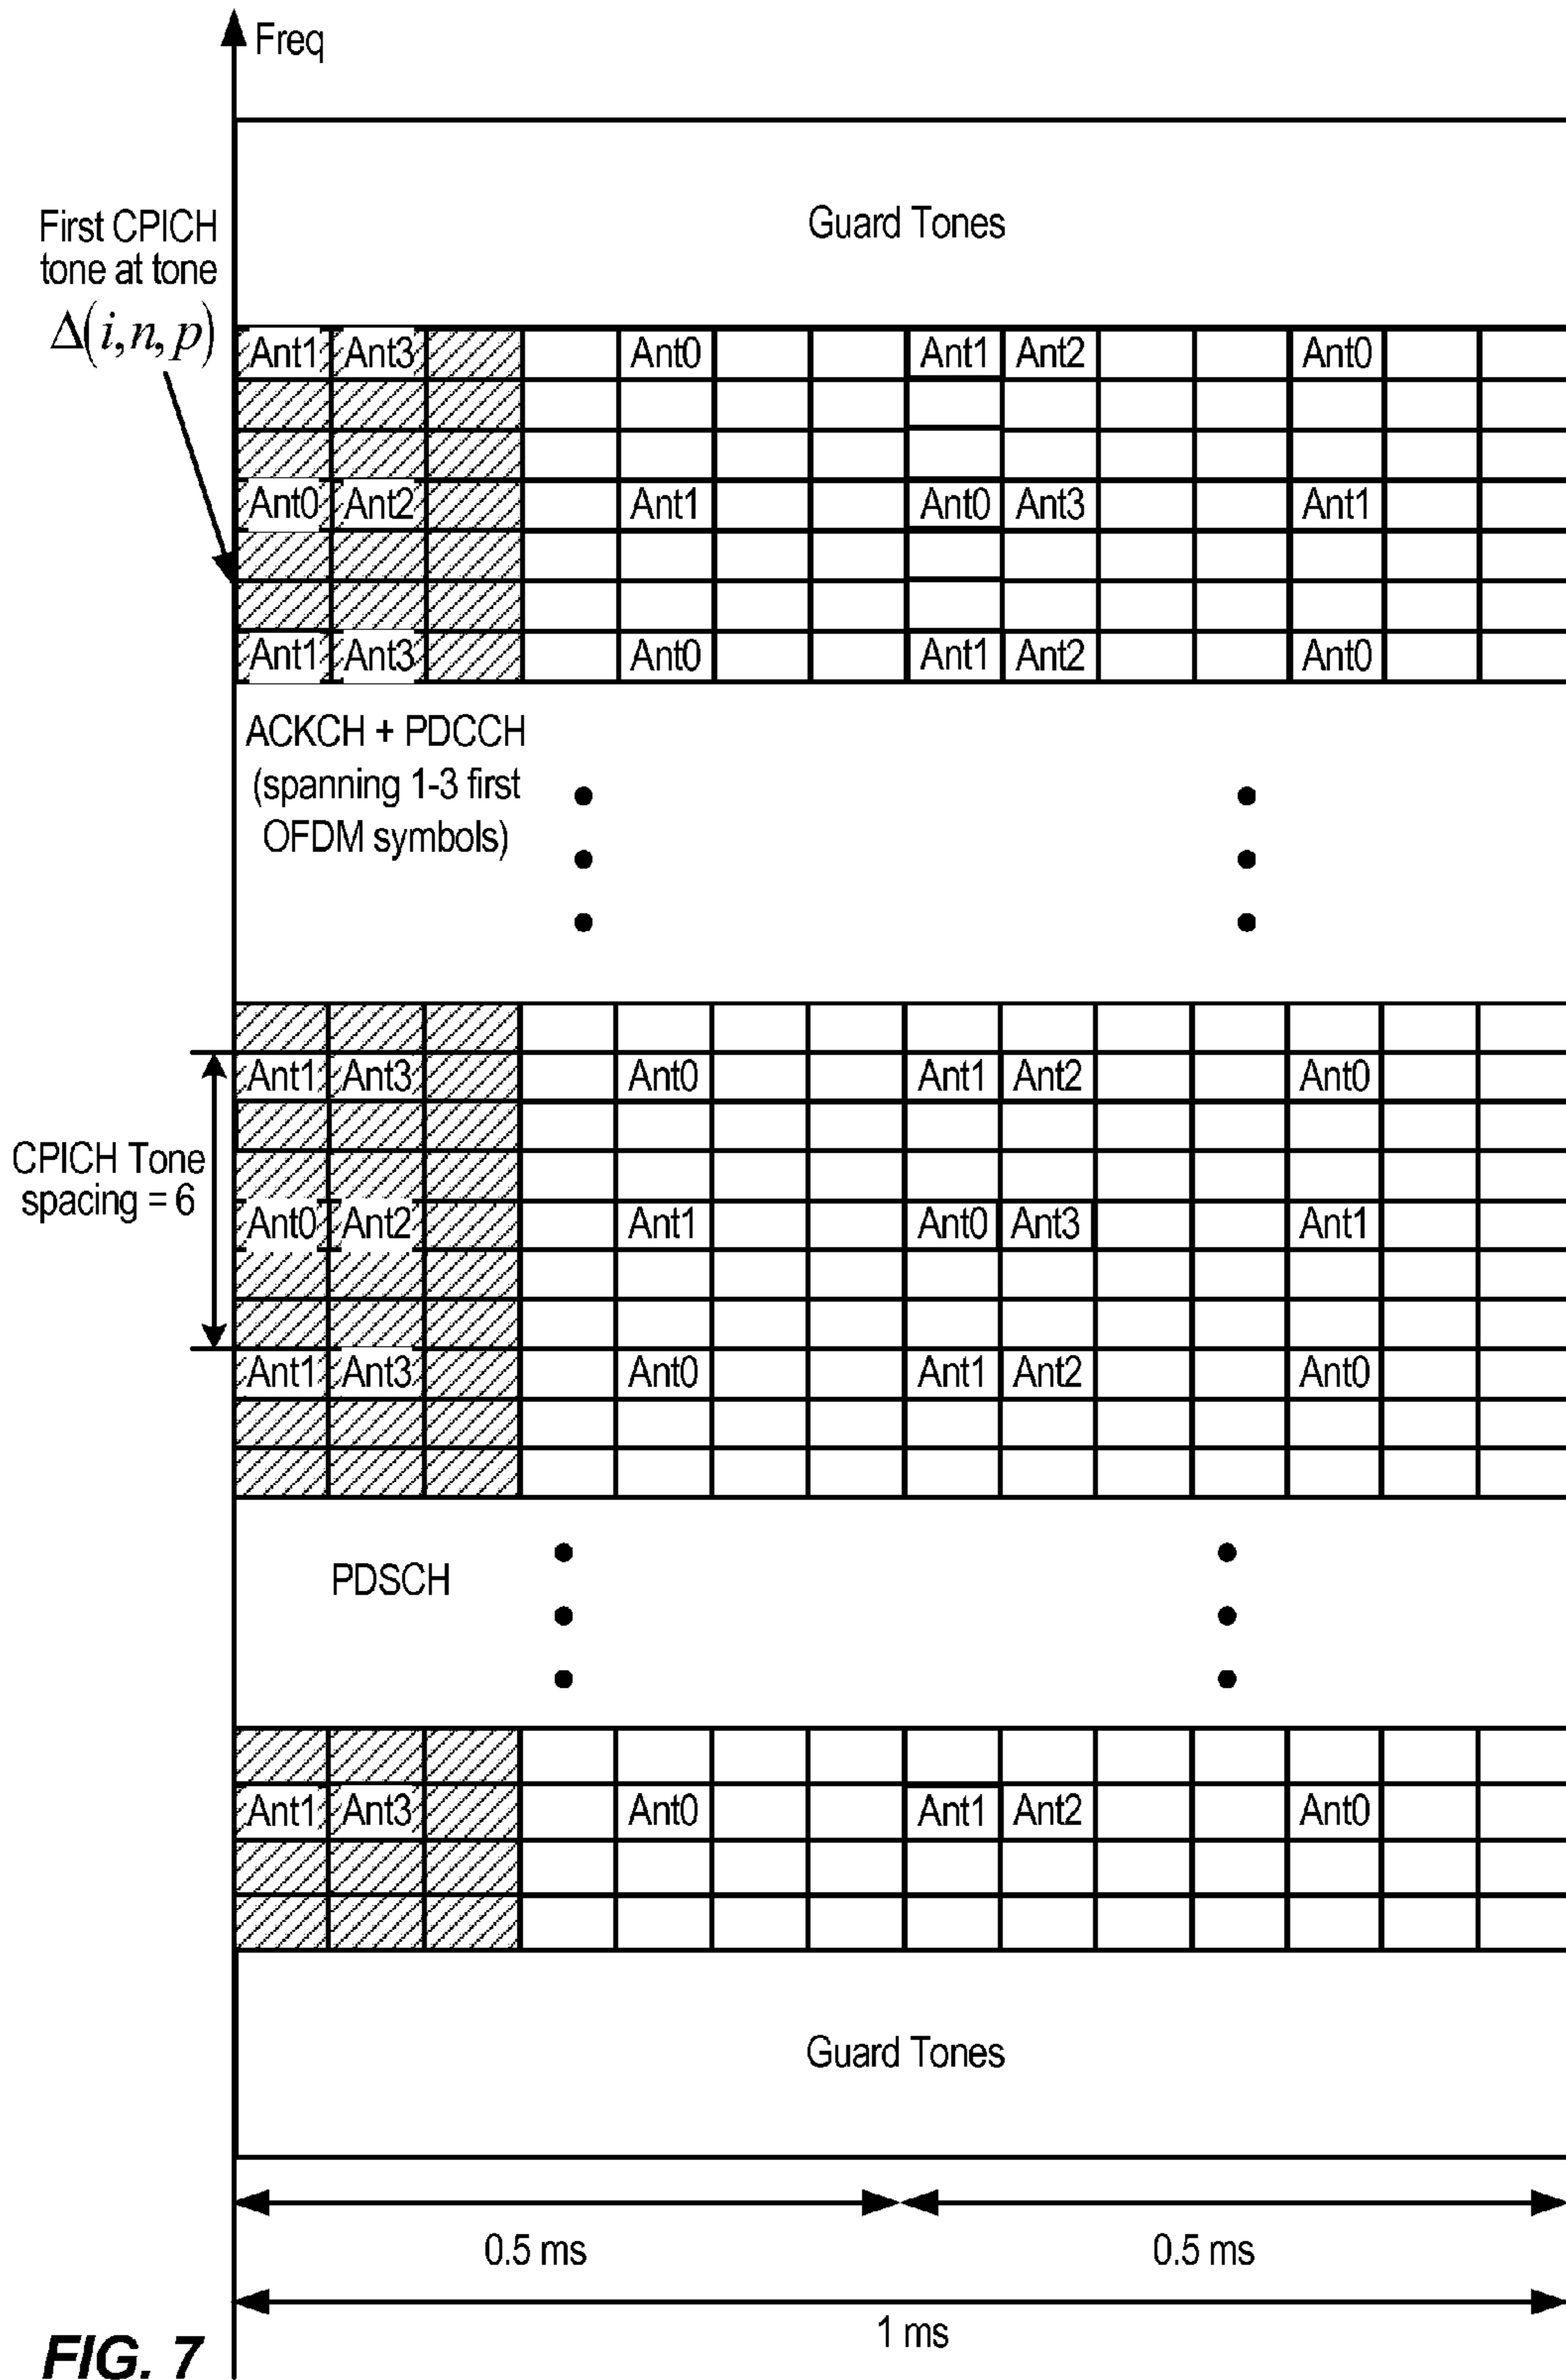 Freq
Guard Tones
First CPICH
tone at tone
Δ(i,n,p)
Ant1 Ant3 Ant0 Ant1 Ant2 Ant0
Ant0 Ant2 Ant1 Ant0 Ant3 Ant1
Ant1 Ant3 Ant0 Ant1 Ant2 Ant0
ACKCH + PDCCH
(spanning 1-3 first
OFDM symbols)
Ant1 Ant3 Ant0 Ant1 Ant2 Ant0
CPICH Tone
spacing = 6
Ant0 Ant2 Ant1 Ant0 Ant3 Ant1
Ant1 Ant3 Ant0 Ant1 Ant2 Ant0
PDSCH
Ant1 Ant3 Ant0 Ant1 Ant2 Ant0
Guard Tones
0.5 ms 0.5 ms
1 ms
FIG. 7